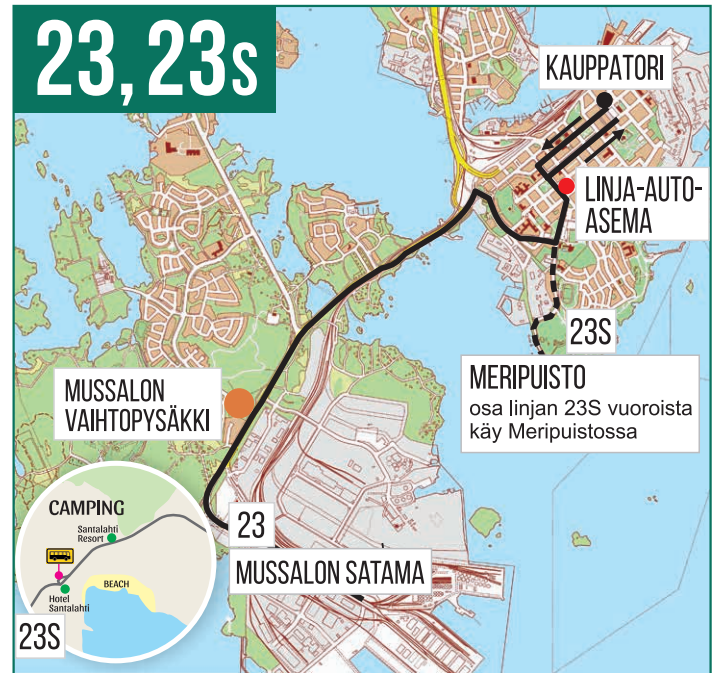 23, 23s
KAUPPATORI
LINJA-AUTO-
ASEMA
23S
MERIPUISTO
osa linjan 23S vuoroista
käy Meripuistossa
MUSSALON
VAIHTOPYSÄKKI
23
MUSSALON SATAMA
CAMPING
Santalahti
Resort
BEACH
Hotel
Santalahti
23S